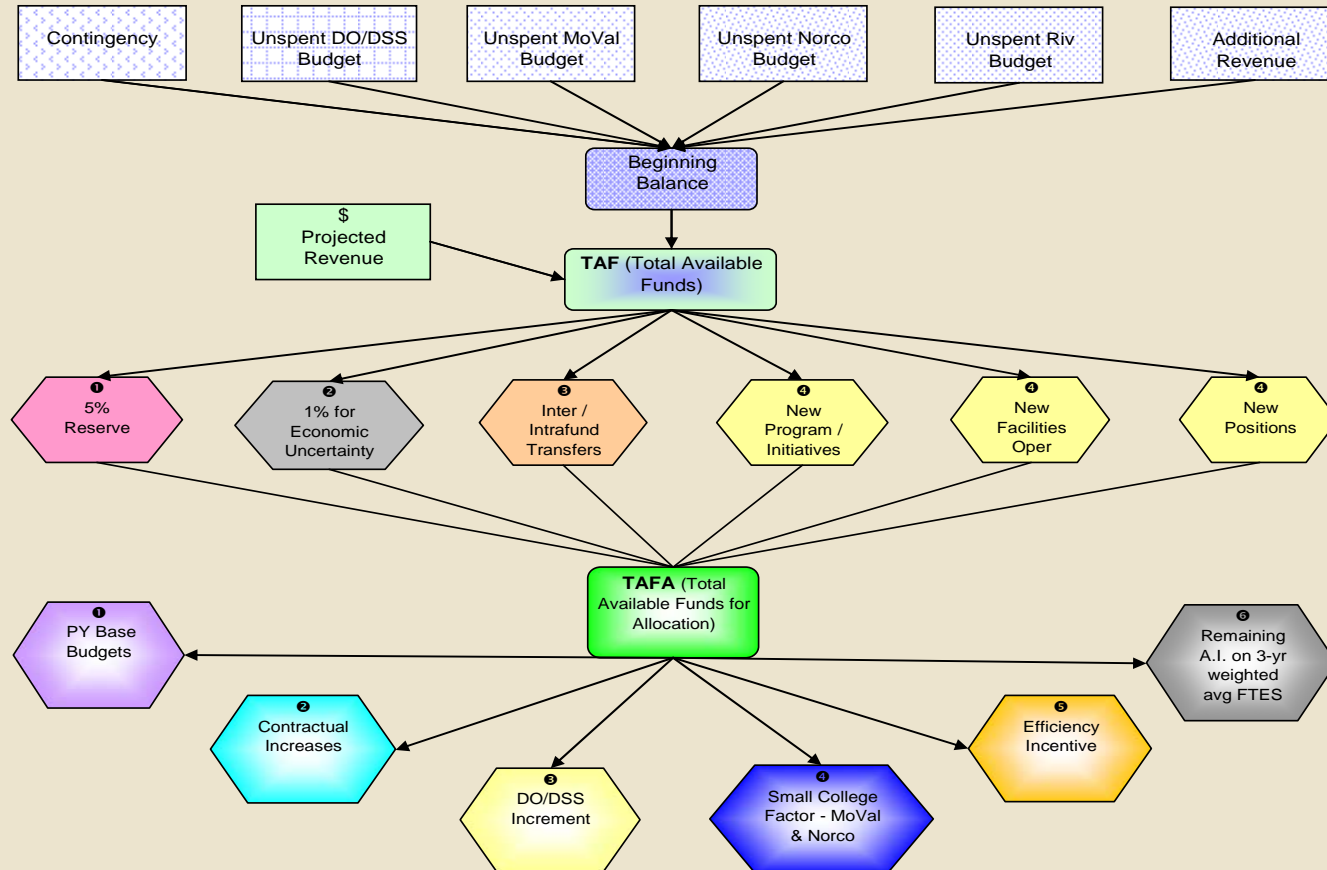 Contingency
Unspent DO/DSS
Budget
Unspent MoVal
Budget
Unspent Norco
Budget
Unspent Riv
Budget
Additional
Revenue
Beginning
Balance
$
Projected
Revenue
TAF (Total Available
Funds)
❶
5%
Reserve
❷
1% for
Economic
Uncertainty
❸
Inter /
Intrafund
Transfers
❹
New
Program /
Initiatives
❹
New
Facilities
Oper
❹
New
Positions
TAFA (Total
Available Funds for
Allocation)
❶
PY Base
Budgets
❷
Contractual
Increases
❸
DO/DSS
Increment
❹
Small College
Factor - MoVal
& Norco
❺
Efficiency
Incentive
❻
Remaining
A.I. on 3-yr
weighted
avg FTES